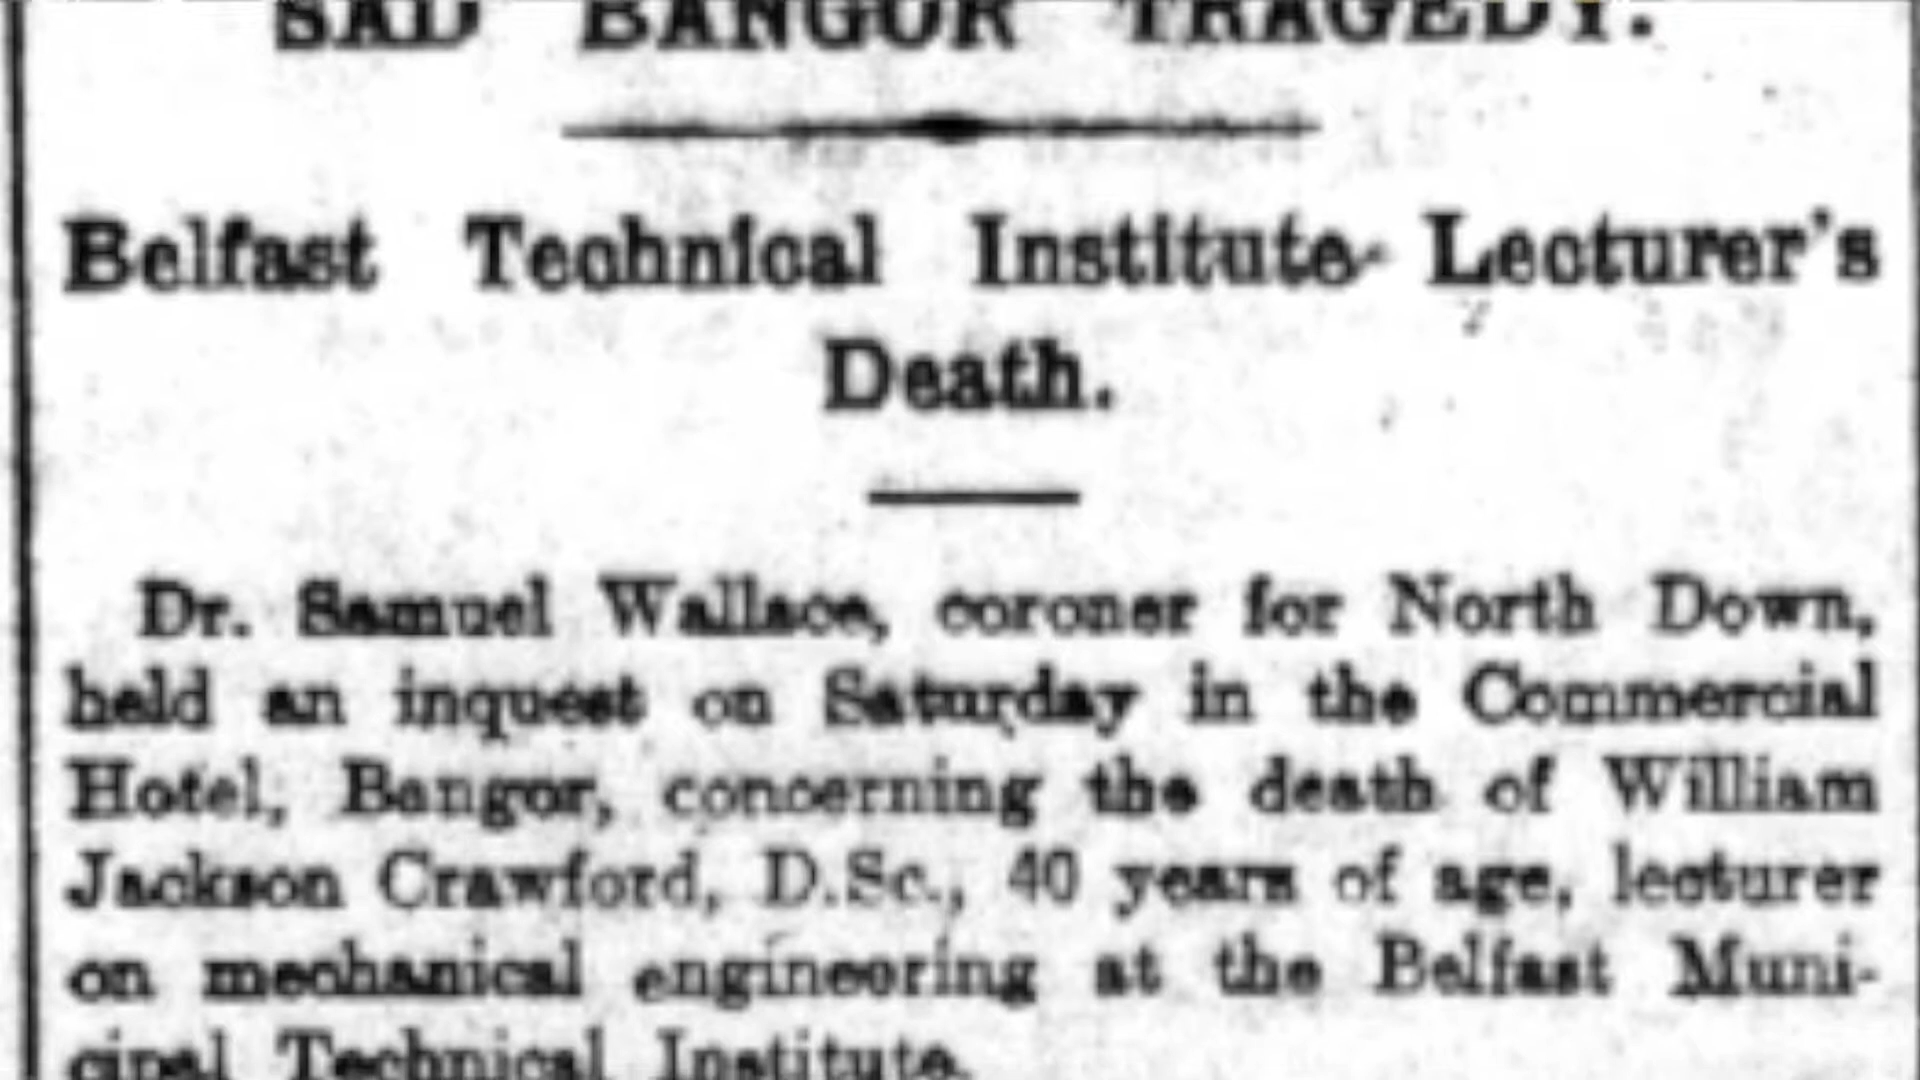 SAD BANGOR TRAGEDY.
Belfast Technical Institute Lecturer's
Death.
Dr. Samuel Wallace, coroner for North Down,
held an inquest on Saturday in the Commercial
Hotel, Bangor, concerning the death of William
Jackson Crawford, D.Sc., 40 years of age, lecturer
on mechanical engineering at the Belfast Muni-
cipal Technical Institute.